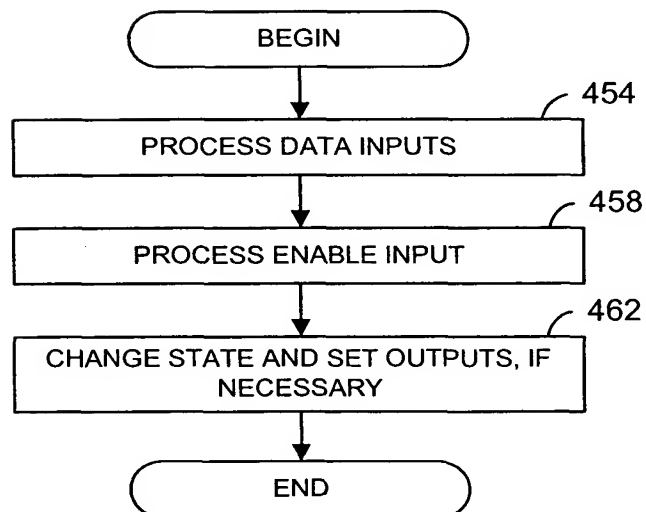 BEGIN
454
PROCESS DATA INPUTS
458
PROCESS ENABLE INPUT
462
CHANGE STATE AND SET OUTPUTS, IF
NECESSARY
END